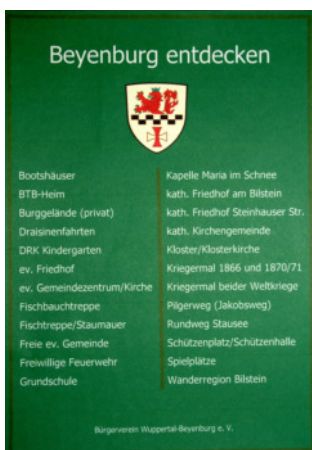 Beyenburg entdecken
Bootshäuser
BTB-Heim
Burggelände (privat)
Draisinenfahrten
DRK Kindergarten
ev. Friedhof
ev. Gemeindezentrum/Kirche
Fischbauchtreppe
Fischtreppe/Staumauer
Freie ev. Gemeinde
Freiwillige Feuerwehr
Grundschule
Kapelle Maria im Schnee
kath. Friedhof am Bilstein
kath. Friedhof Steinhauser Str.
kath. Kirchengemeinde
Kloster/Klosterkirche
Kriegermal 1866 und 1870/71
Kriegermal beider Weltkriege
Pilgerweg (Jakobsweg)
Rundweg Stausee
Schützenplatz/Schützenhalle
Spielplätze
Wanderregion Bilstein
Bürgerverein Wuppertal-Beyenburg e. V.